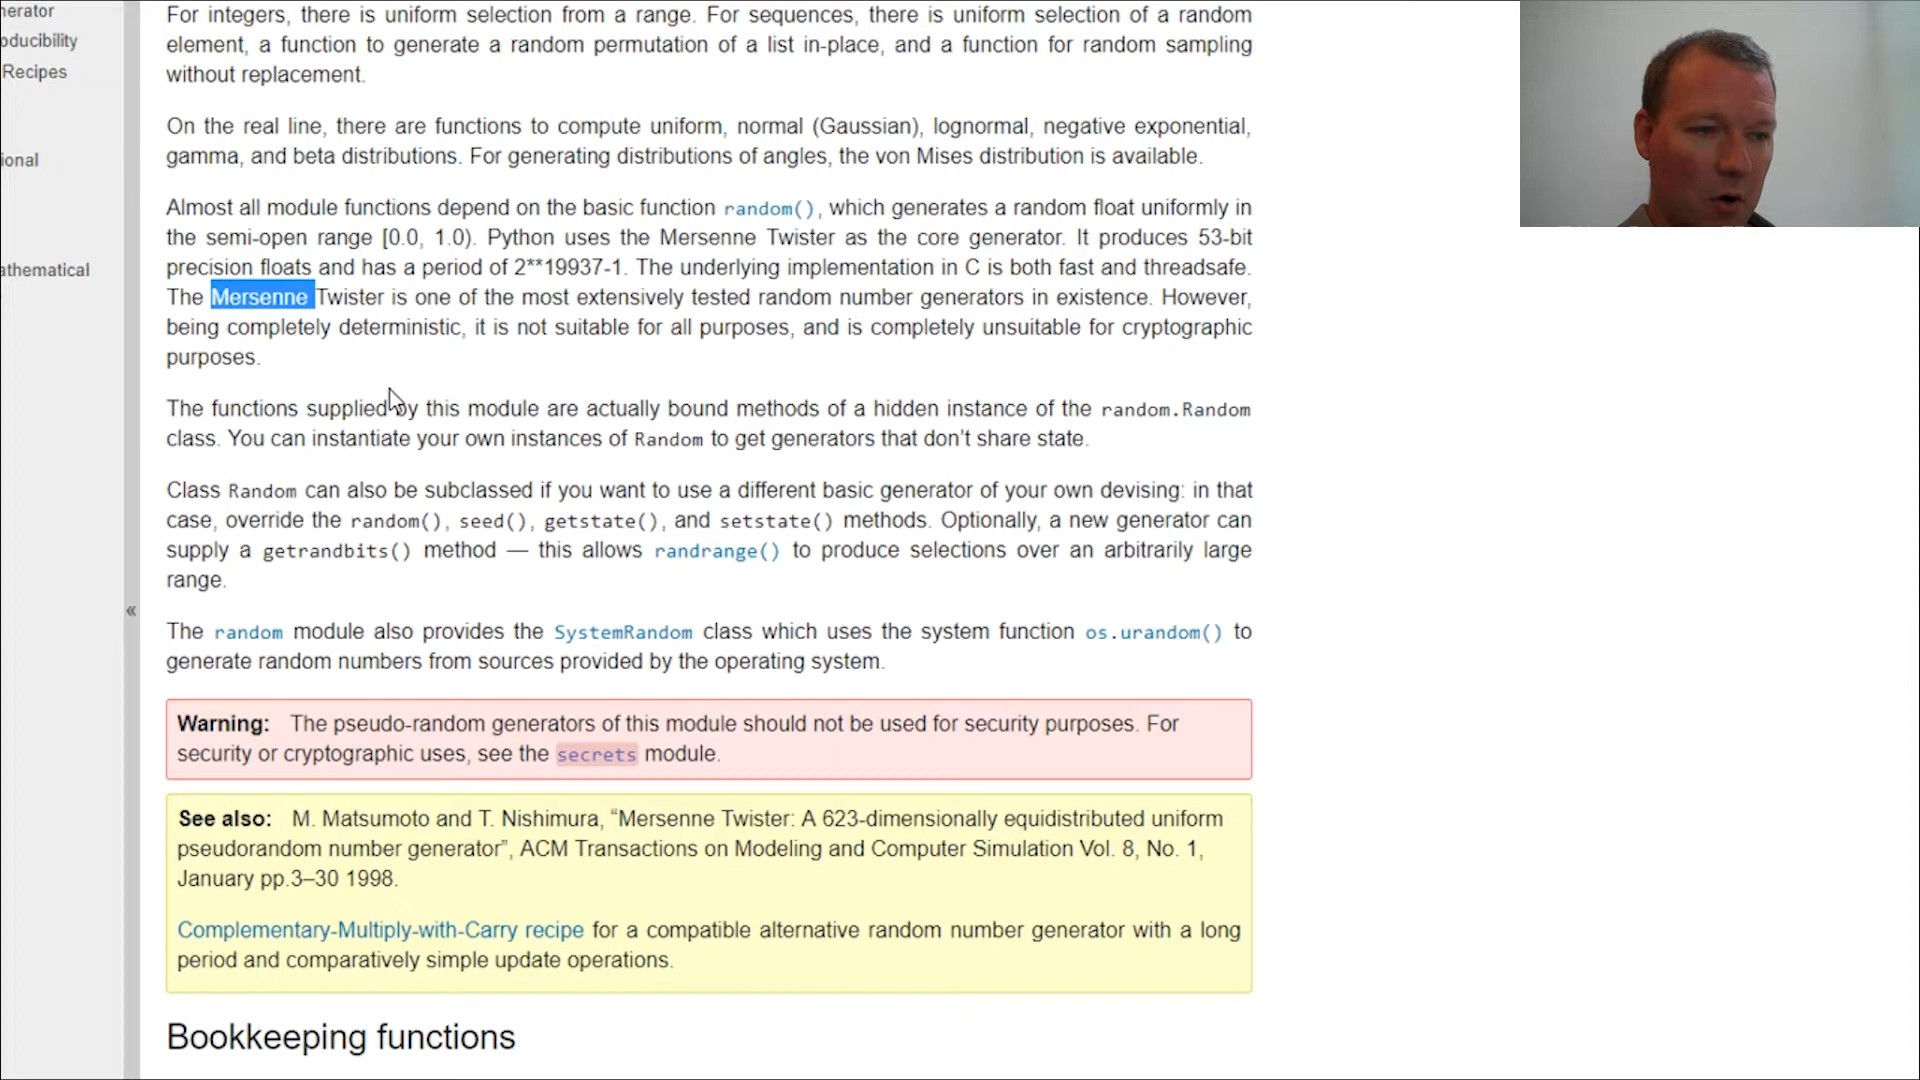 erator
oducibility
Recipes
ional
athematical
«
For integers, there is uniform selection from a range. For sequences, there is uniform selection of a random
element, a function to generate a random permutation of a list in-place, and a function for random sampling
without replacement.
On the real line, there are functions to compute uniform, normal (Gaussian), lognormal, negative exponential,
gamma, and beta distributions. For generating distributions of angles, the von Mises distribution is available.
Almost all module functions depend on the basic function random(), which generates a random float uniformly in
the semi-open range [0.0, 1.0). Python uses the Mersenne Twister as the core generator. It produces 53-bit
precision floats and has a period of 2**19937-1. The underlying implementation in C is both fast and threadsafe.
The Mersenne Twister is one of the most extensively tested random number generators in existence. However,
being completely deterministic, it is not suitable for all purposes, and is completely unsuitable for cryptographic
purposes.
The functions supplied by this module are actually bound methods of a hidden instance of the random.Random
class. You can instantiate your own instances of Random to get generators that don’t share state.
Class Random can also be subclassed if you want to use a different basic generator of your own devising: in that
case, override the random(), seed(), getstate(), and setstate() methods. Optionally, a new generator can
supply a getrandbits() method — this allows randrange() to produce selections over an arbitrarily large
range.
The random module also provides the SystemRandom class which uses the system function os.urandom() to
generate random numbers from sources provided by the operating system.
Warning: The pseudo-random generators of this module should not be used for security purposes. For
security or cryptographic uses, see the secrets module.
See also: M. Matsumoto and T. Nishimura, “Mersenne Twister: A 623-dimensionally equidistributed uniform
pseudorandom number generator”, ACM Transactions on Modeling and Computer Simulation Vol. 8, No. 1,
January pp.3–30 1998.
Complementary-Multiply-with-Carry recipe for a compatible alternative random number generator with a long
period and comparatively simple update operations.
Bookkeeping functions